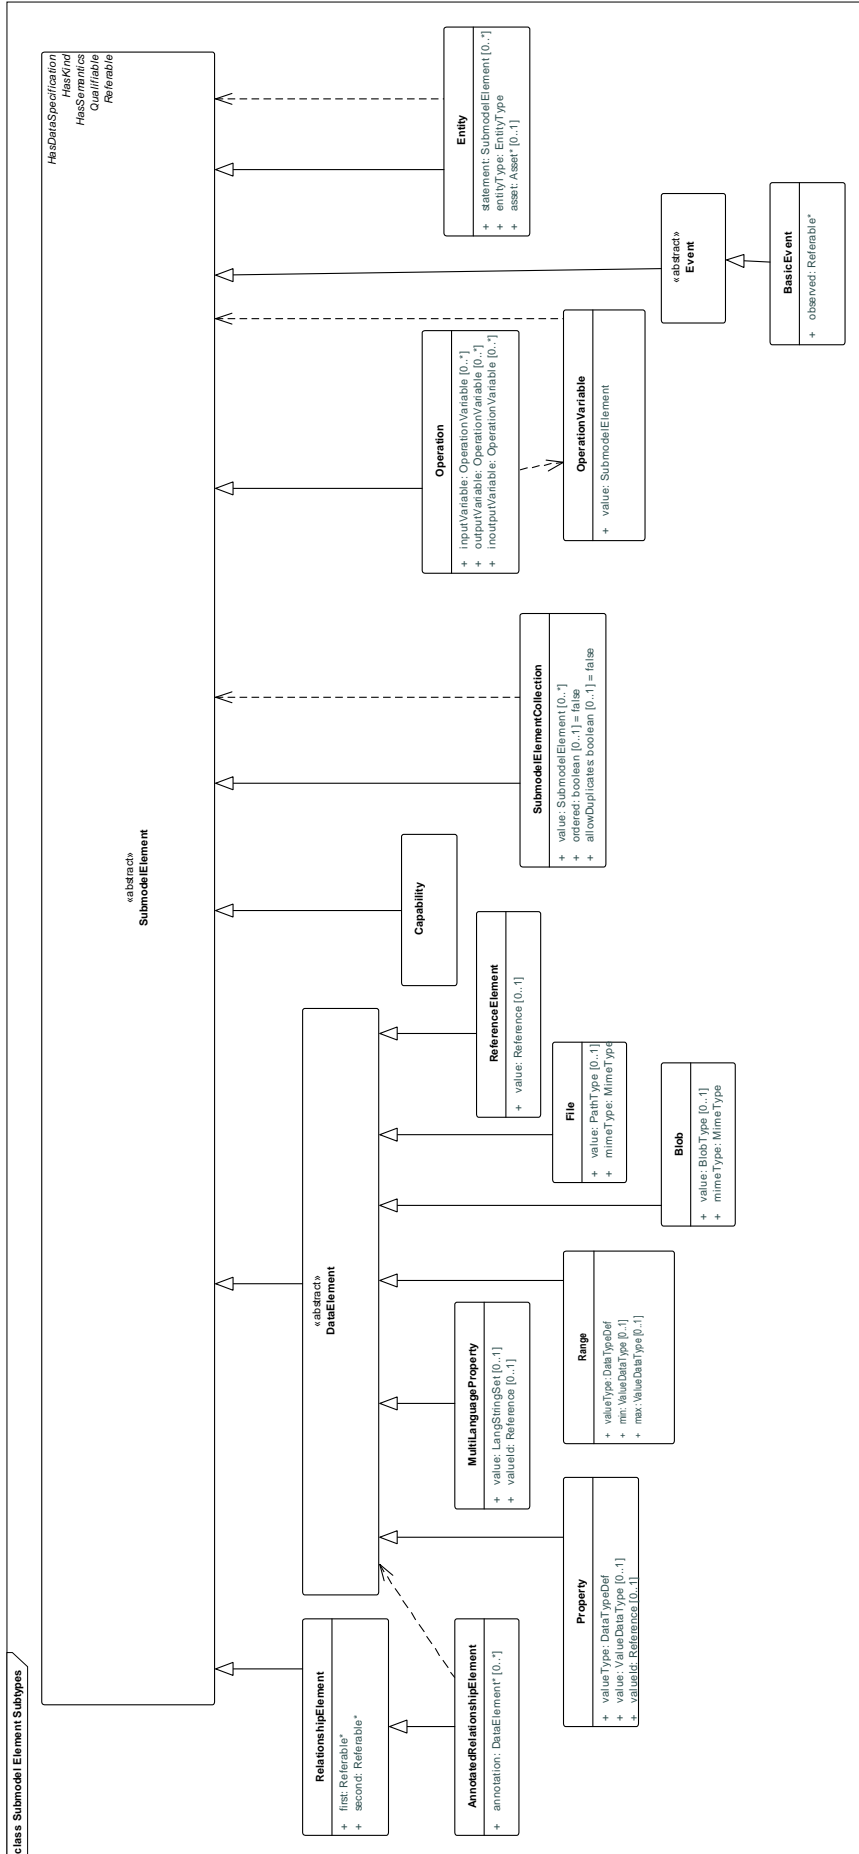 class Submodel Element Subtypes
HasDataSpecification
HasKind
HasSemantics
Qualifiable
Referable
«abstract»
SubmodelElement
RelationshipElement
+ first: Referable*
+ second: Referable*
«abstract»
DataElement
Capability
SubmodelElementCollection
+ value: SubmodelElement [0..*]
+ ordered: boolean [0..1] = false
+ allowDuplicates: boolean [0..1] = false
Operation
+ inputVariable: OperationVariable [0..*]
+ outputVariable: OperationVariable [0..*]
+ inoutputVariable: OperationVariable [0..*]
«abstract»
Event
Entity
+ statement: SubmodelElement [0..*]
+ entityType: EntityType
+ asset: Asset* [0..1]
AnnotatedRelationshipElement
+ annotation: DataElement* [0..*]
MultiLanguageProperty
+ value: LangStringSet [0..1]
+ valueId: Reference [0..1]
ReferenceElement
+ value: Reference [0..1]
Property
+ valueType: DataTypeDef
+ value: ValueDataType [0..1]
+ valueId: Reference [0..1]
Range
+ valueType: DataTypeDef
+ min: ValueDataType [0..1]
+ max: ValueDataType [0..1]
File
+ value: PathType [0..1]
+ mimeType: MimeType
Blob
+ value: BlobType [0..1]
+ mimeType: MimeType
OperationVariable
+ value: SubmodelElement
BasicEvent
+ observed: Referable*